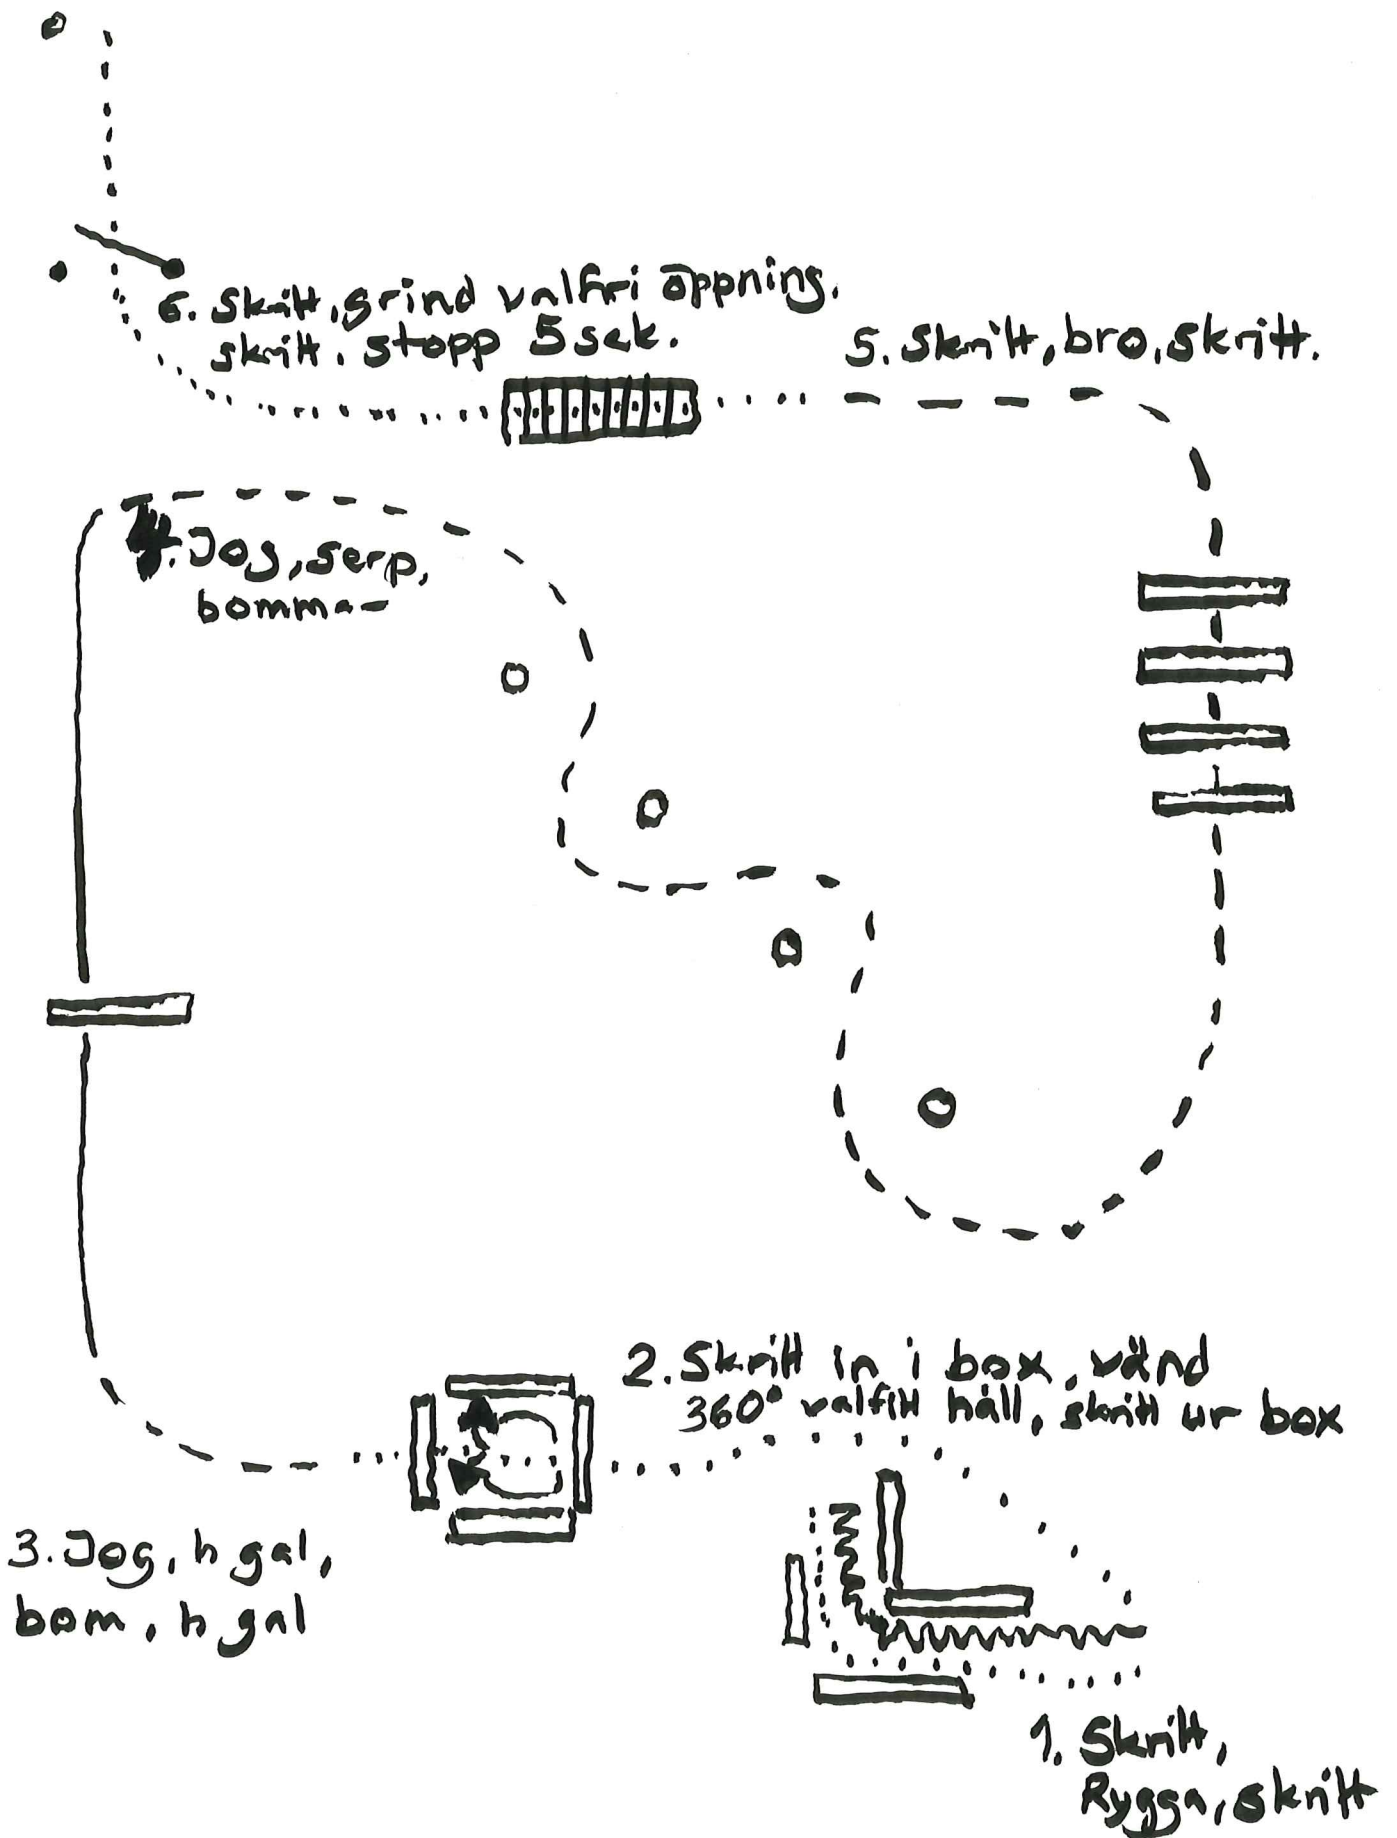 6. Skritt, grind valfri öppning.
skritt. stopp 5 sek.
5. Skritt, bro, skritt.
4. Jog, serp,
bommar
2. Skritt in i box, vänd
360° valfritt håll, skritt ur box
3. Jog, h gal,
bom, h gal
1. Skritt,
Rygga, skritt